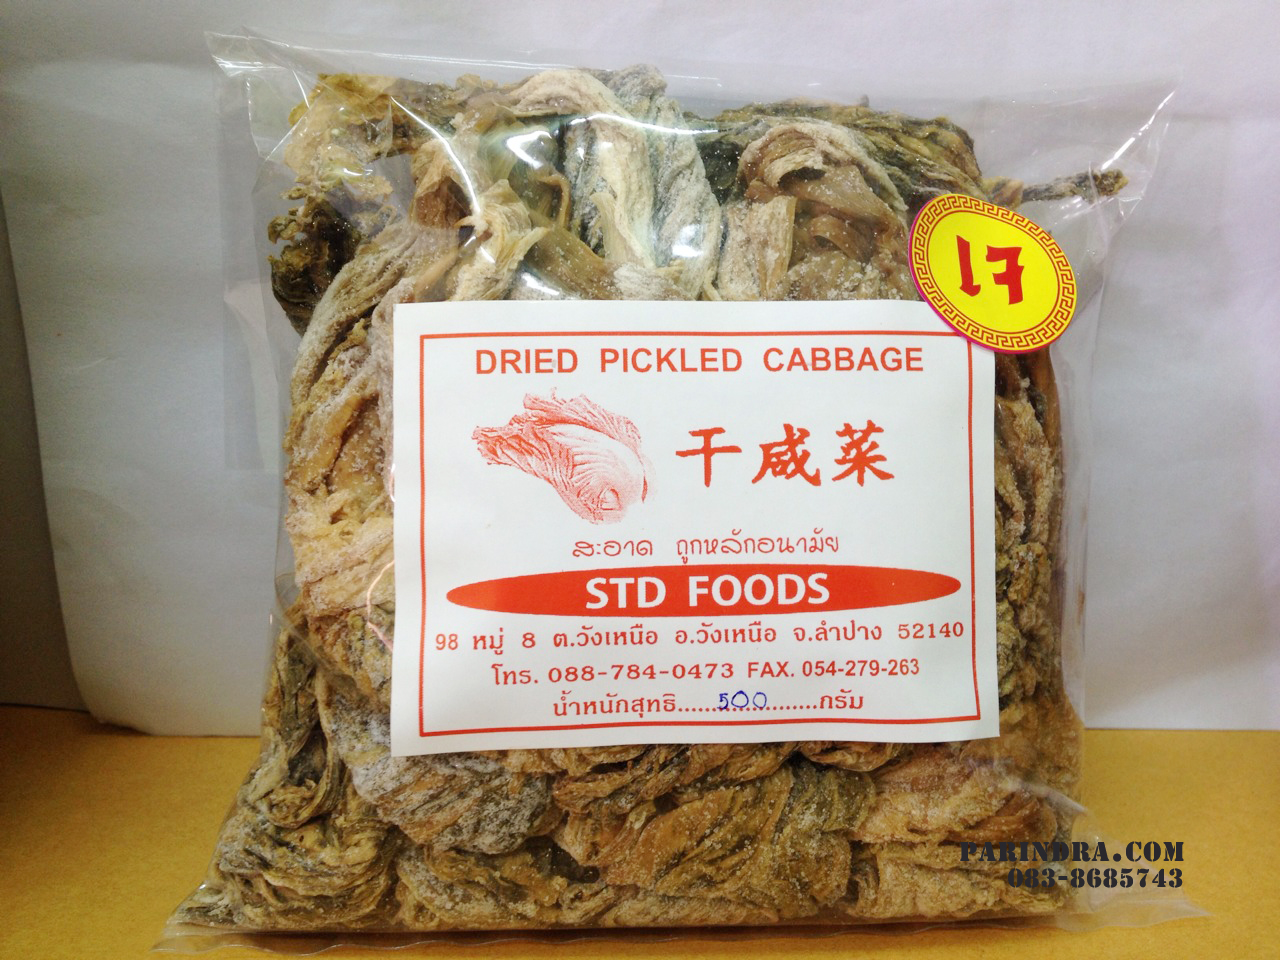 เจ
DRIED PICKLED CABBAGE
干咸菜
สะอาด ถูกหลักอนามัย
STD FOODS
98 หมู่ 8 ต.วังเหนือ อ.วังเหนือ จ.ลำปาง 52140
โทร. 088-784-0473 FAX. 054-279-263
น้ำหนักสุทธิ......500......กรัม
PARINDRA.COM
083-8685743